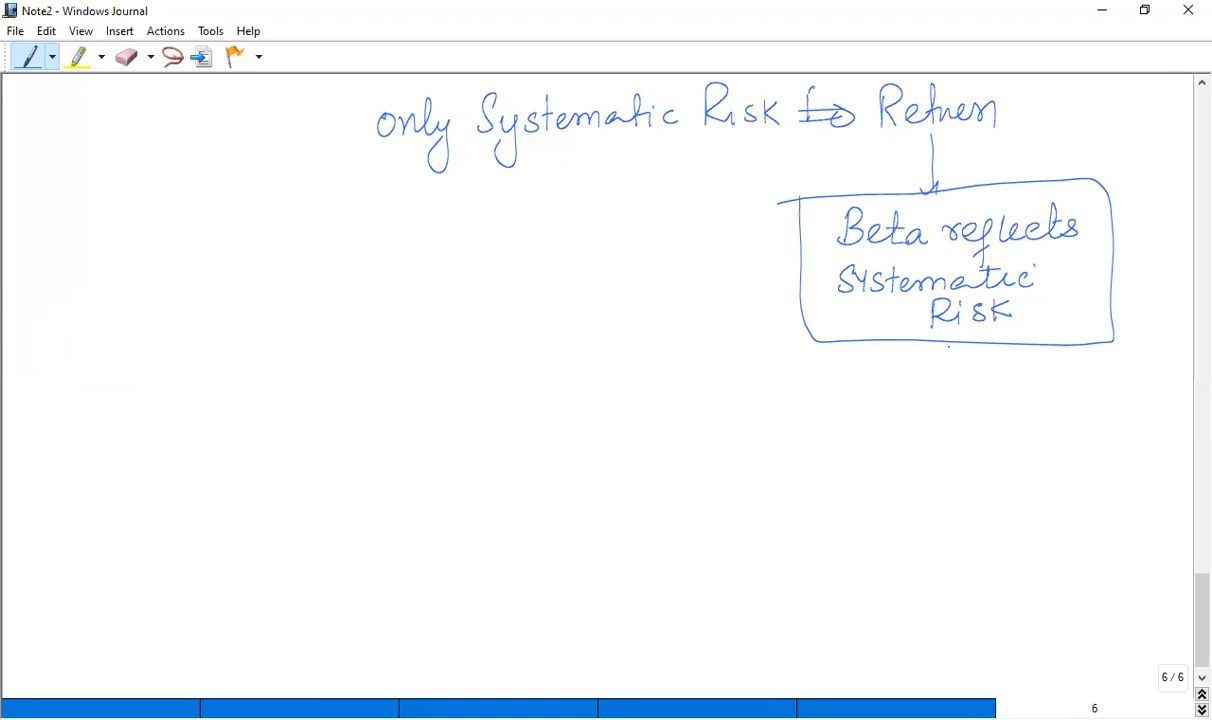 Note2 - Windows Journal
File Edit View Insert Actions Tools Help
only Systematic Risk ⇒ Return
Beta reflects
Systematic
Risk
6 / 6
6